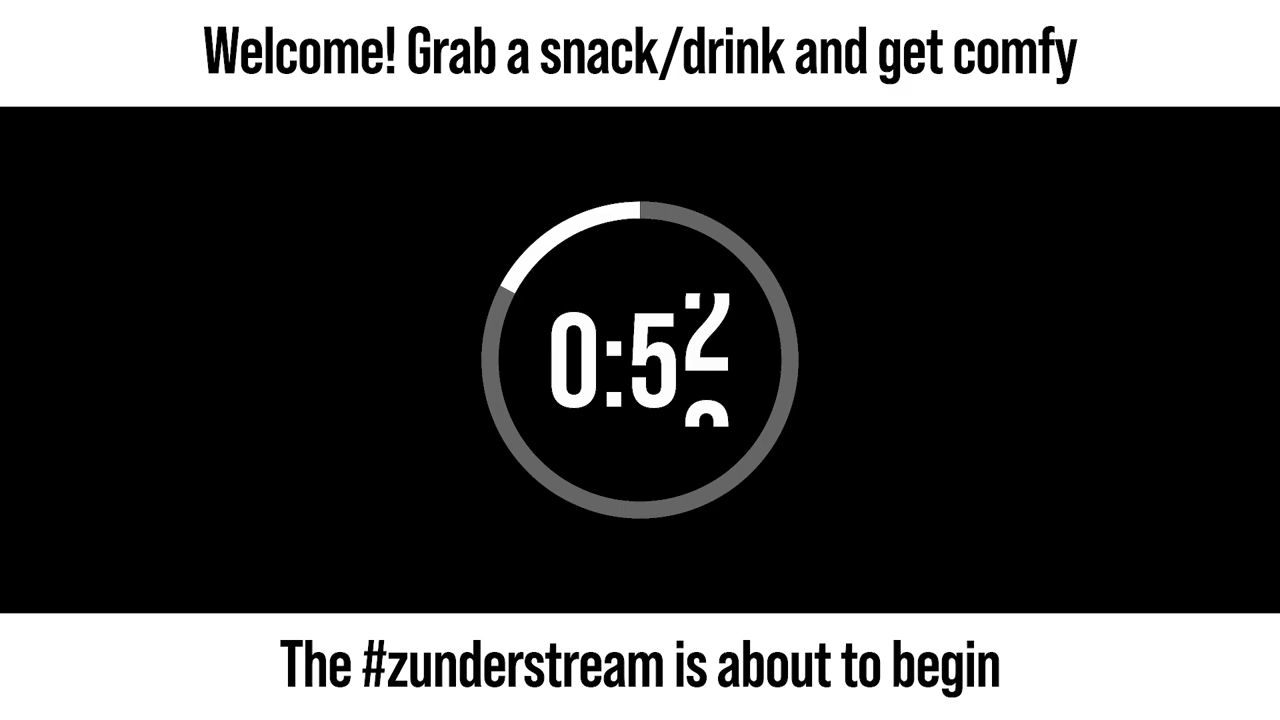 Welcome! Grab a snack/drink and get comfy
0:52
The #zunderstream is about to begin